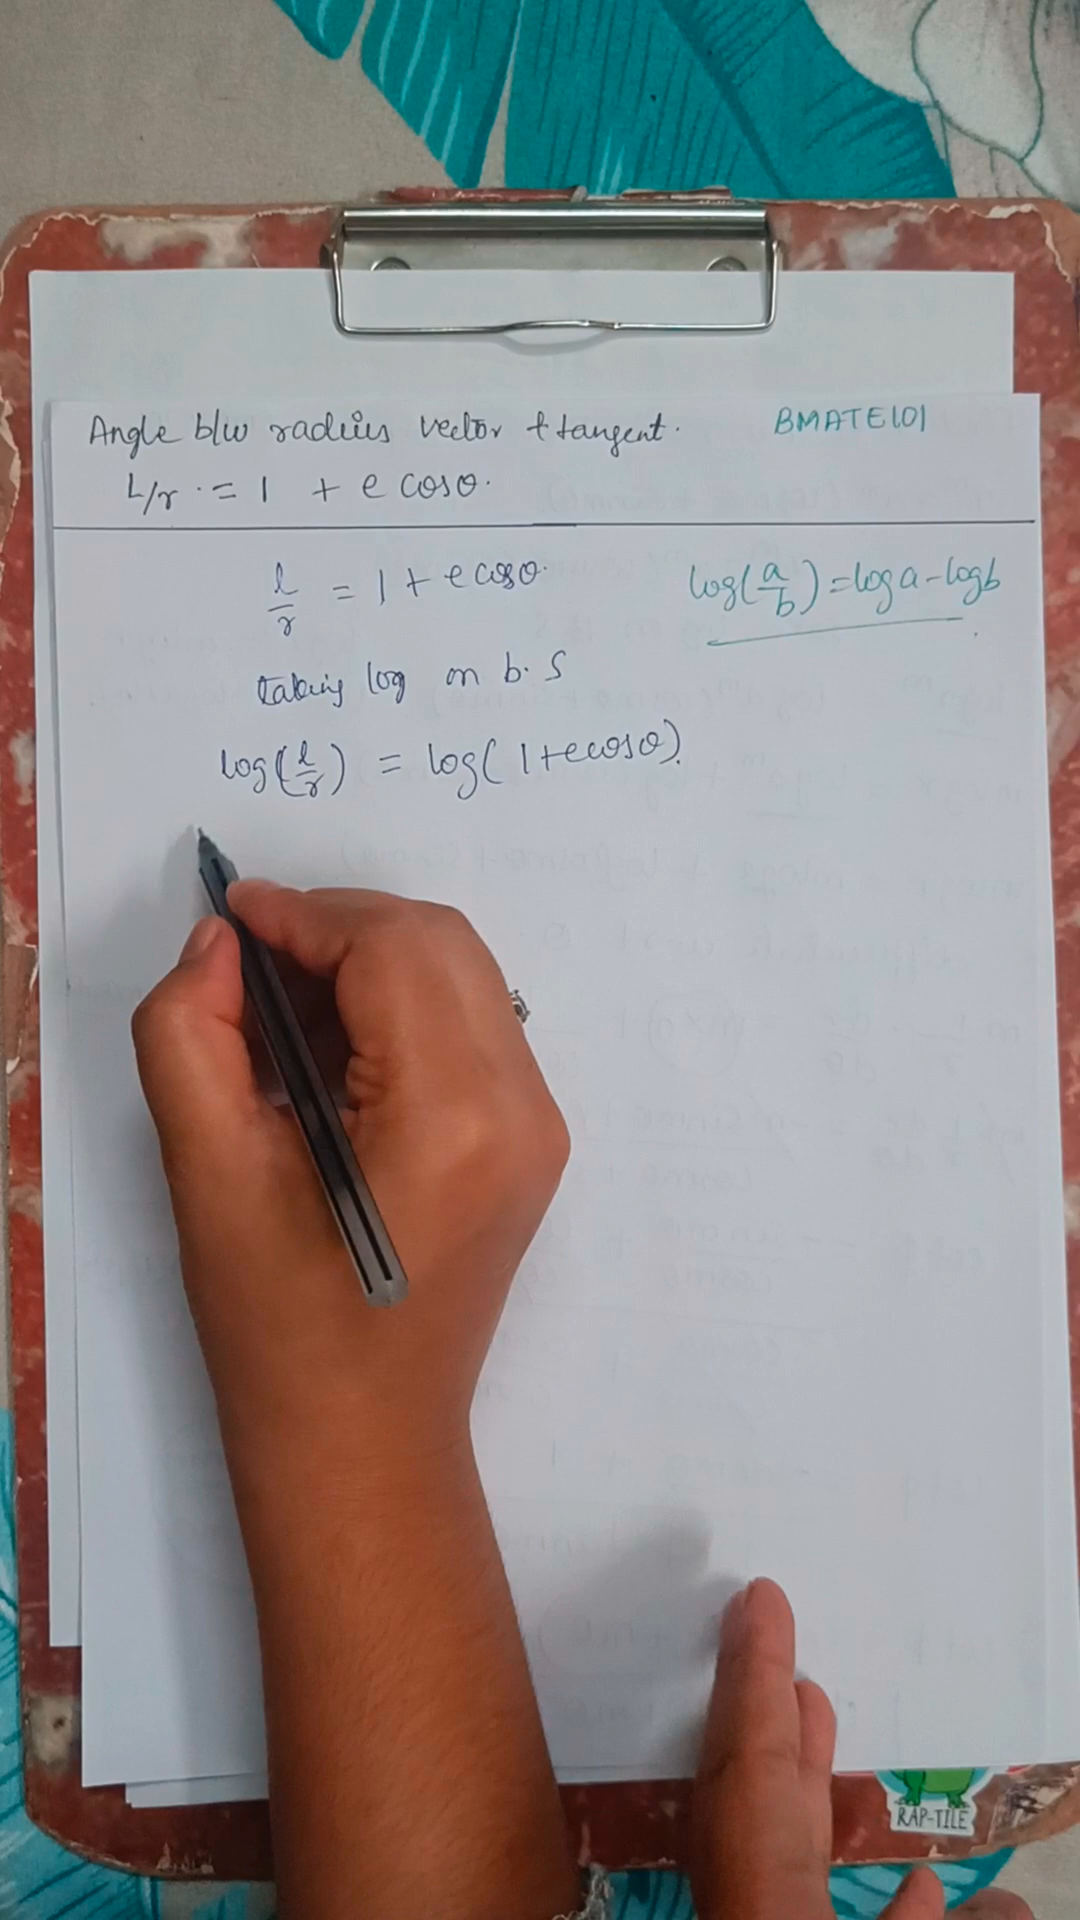 Angle b/w radius vector & tangent. BMATE101
L/r = 1 + e cosθ.
l/r = 1 + e cosθ. log(a/b) = log a - log b
taking log on b.S
log(l/r) = log(1+ecosθ).
RAP-TILE